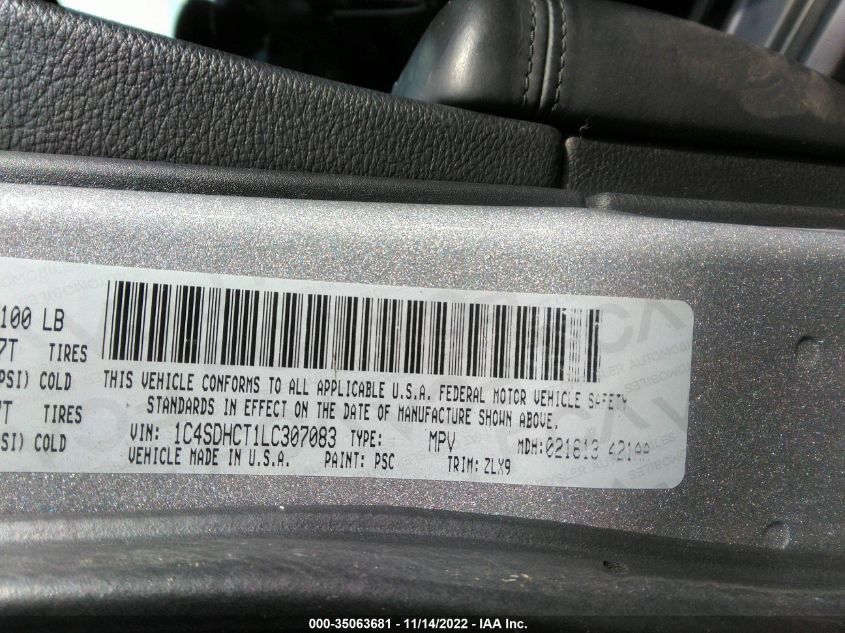 100 LB
7T TIRES
PSI) COLD
7T TIRES
SI) COLD
THIS VEHICLE CONFORMS TO ALL APPLICABLE U.S.A. FEDERAL MOTOR VEHICLE SAFETY
STANDARDS IN EFFECT ON THE DATE OF MANUFACTURE SHOWN ABOVE.
VIN: 1C4SDHCT1LC307083 TYPE: MPV MDH: 021613
VEHICLE MADE IN U.S.A. PAINT: PSC TRIM: ZLX9
000-35063681 - 11/14/2022 - IAA Inc.